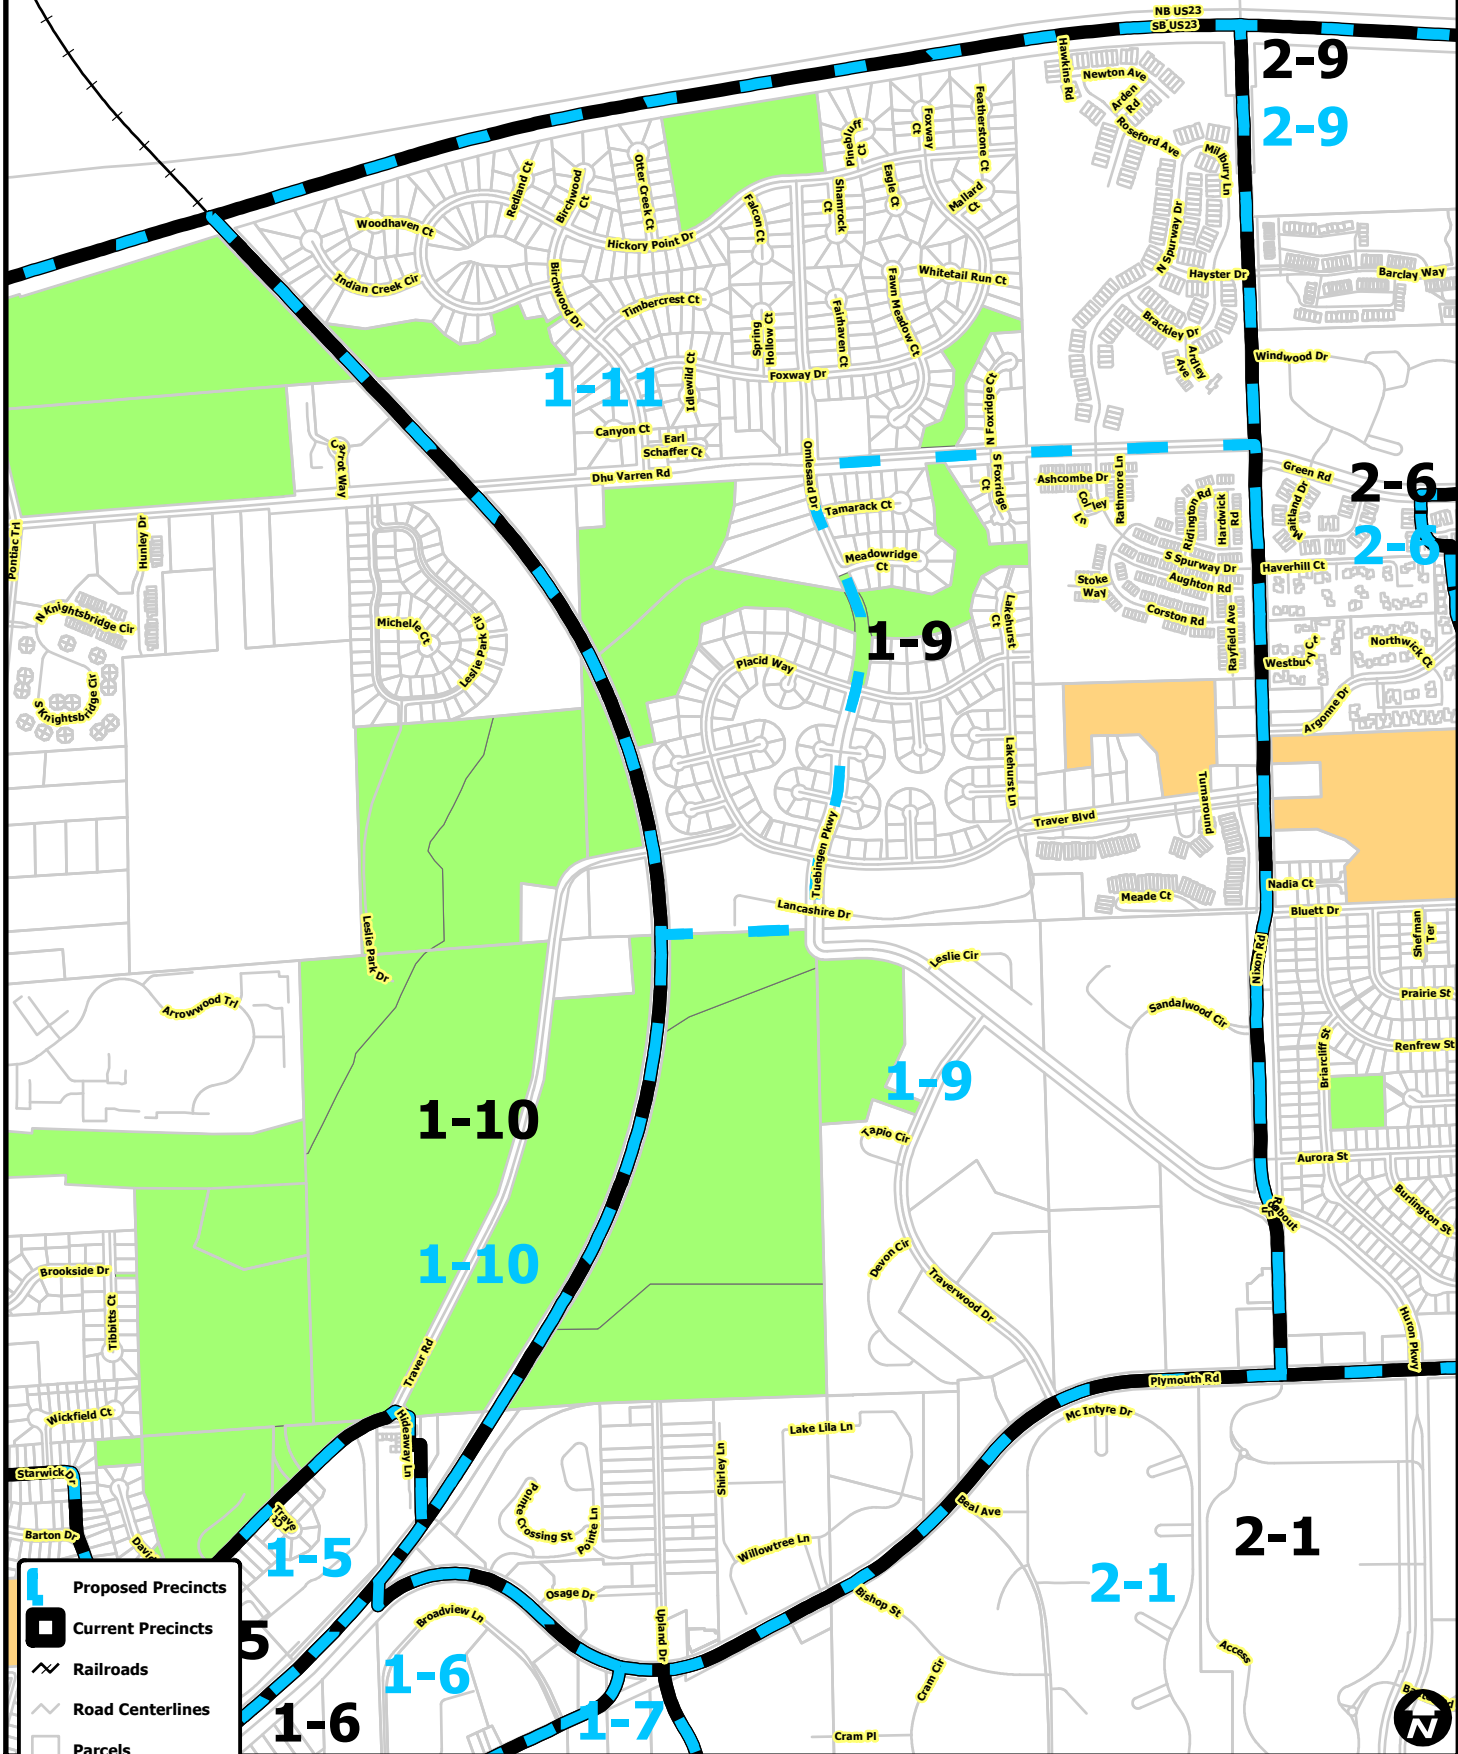 NB US23
SB US23
2-9
2-9
Hawkins Rd
Newton Ave
Arden
Rd
Roseford Ave
Millbury Ln
Featherstone Ct
Foxway
Ct
Pinebluff
Ct
Otter Creek Ct
Redland Ct
Birchwood
Ct
Shamrock
Ct
Eagle Ct
Mallard
Ct
Falcon Ct
Woodhaven Ct
Hickory Point Dr
N Spurway Dr
Hayster Dr
Barclay Way
Indian Creek Cir
Birchwood Dr
Timbercrest Ct
Whitetail Run Ct
Fawn Meadow Ct
Fairhaven Ct
Spring
Hollow Ct
Brackley Dr
Ardley
Ave
Windwood Dr
1-11
Idlewild Ct
Foxway Dr
N Foxridge Ct
Canyon Ct
Earl
Schaffer Ct
Carrot Way
Dhu Varren Rd
Omlesaad Dr
S Foxridge
Ct
Ashcombe Dr
Rathmore Ln
Corley
Ln
Green Rd
2-6
2-6
Ridington Rd
Hardwick
Rd
Maitland Dr
Tamarack Ct
Pontiac Trl
Hunley Dr
Meadowridge
Ct
S Spurway Dr
Haverhill Ct
Aughton Rd
Stoke
Way
Corston Rd
Rayfield Ave
N Knightsbridge Cir
Michelle Ct
Leslie Park Cir
1-9
Lakehurst
Ct
Placid Way
Westbury Ct
Northwick Ct
S Knightsbridge Cir
Argonne Dr
Lakehurst Ln
Turnaround
Traver Blvd
Tuebingen Pkwy
Meade Ct
Nadia Ct
Lancashire Dr
Bluett Dr
Leslie Park Dr
Shefman
Ter
Nixon Rd
Leslie Cir
Prairie St
Arrowwood Trl
Sandalwood Cir
Renfrew St
Briarcliff St
1-9
1-10
Tapio Cir
Aurora St
Burlington St
1-10
Devon Cir
Traverwood Dr
Brookside Dr
Tibbitts Ct
Huron Pkwy
Traver Rd
Plymouth Rd
Wickfield Ct
Hideaway Ln
Mc Intyre Dr
Lake Lila Ln
Shirley Ln
Starwick Dr
Pointe
Crossing St
Pointe Ln
Beal Ave
Traver Ct
Barton Dr
Willowtree Ln
1-5
2-1
2-1
Osage Dr
Bishop St
Broadview Ln
Upland Dr
5
Access
1-6
Cram Cir
1-6
1-7
Cram Pl
N
Proposed Precincts
Current Precincts
Railroads
Road Centerlines
Parcels